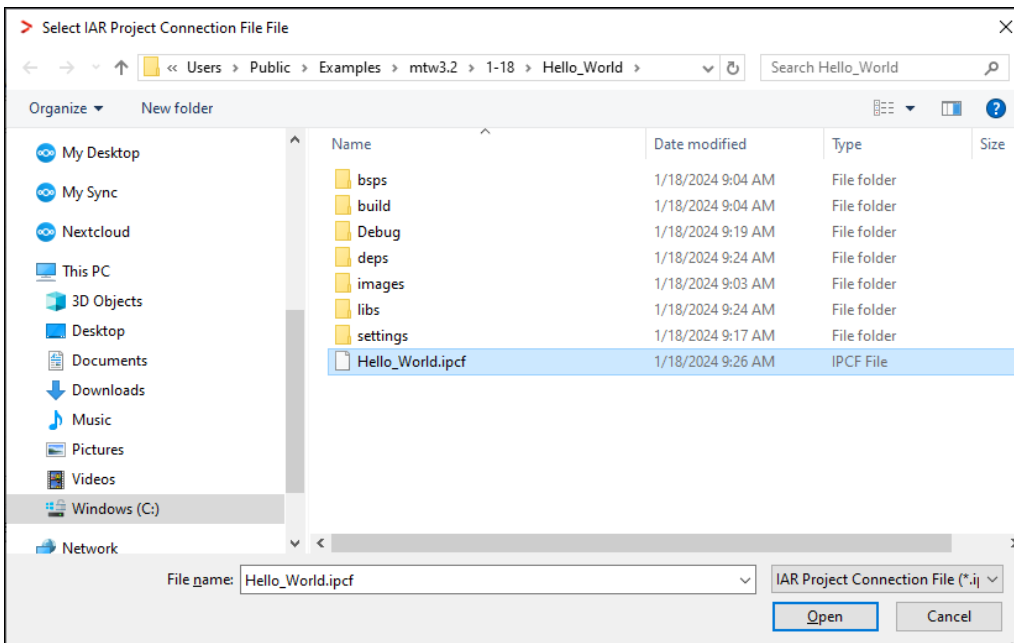 Select IAR Project Connection File File
« Users > Public > Examples > mtw3.2 > 1-18 > Hello_World >
Search Hello_World
Organize
New folder
Name Date modified Type Size
My Desktop
My Sync
Nextcloud
This PC
3D Objects
Desktop
Documents
Downloads
Music
Pictures
Videos
Windows (C:)
Network
bsps 1/18/2024 9:04 AM File folder
build 1/18/2024 9:04 AM File folder
Debug 1/18/2024 9:19 AM File folder
deps 1/18/2024 9:24 AM File folder
images 1/18/2024 9:03 AM File folder
libs 1/18/2024 9:24 AM File folder
settings 1/18/2024 9:17 AM File folder
Hello_World.ipcf 1/18/2024 9:26 AM IPCF File
File name: Hello_World.ipcf
IAR Project Connection File (*.ip
Open Cancel